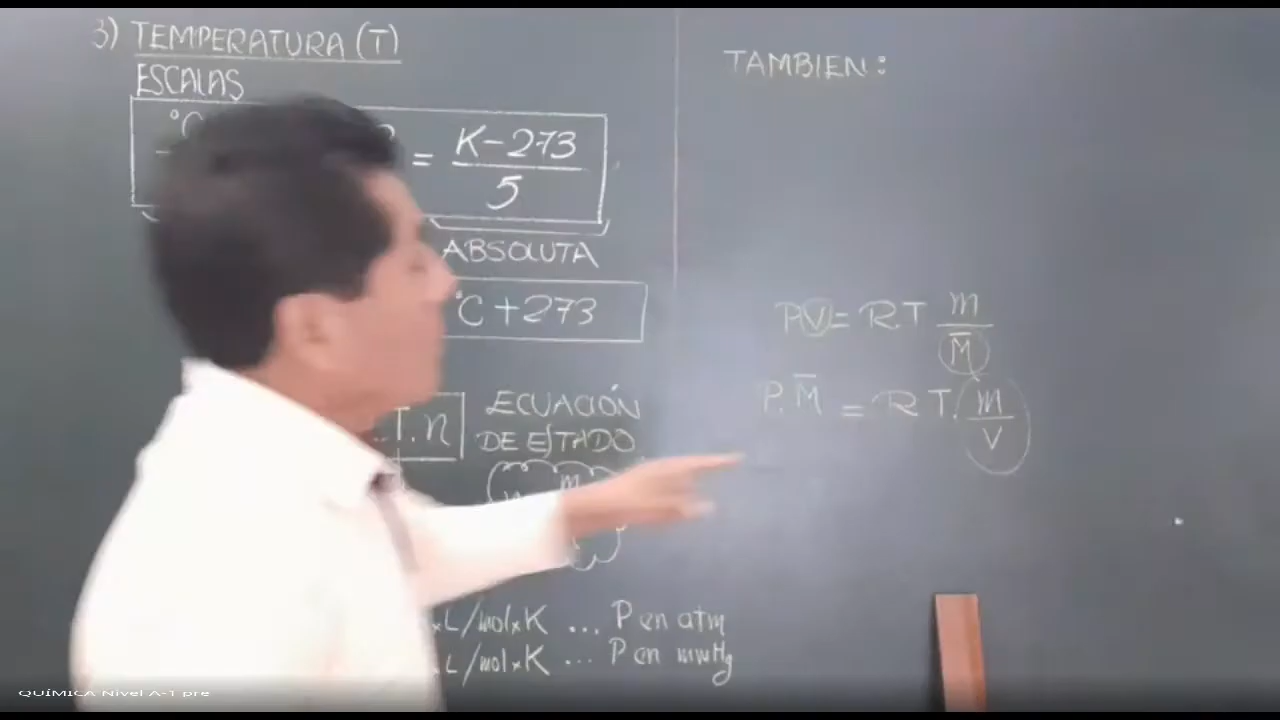 3) TEMPERATURA (T)
ESCALAS
°C
= K-273
5
ABSOLUTA
°C + 273
.T.n
ECUACIÓN
DE ESTADO
m
×L/mol×K ... P en atm
L/mol×K ... P en mmHg
TAMBIEN:
PV = R.T m
M̅
P.M̅ = R T. m
V
QUÍMICA Nivel A-1 pre